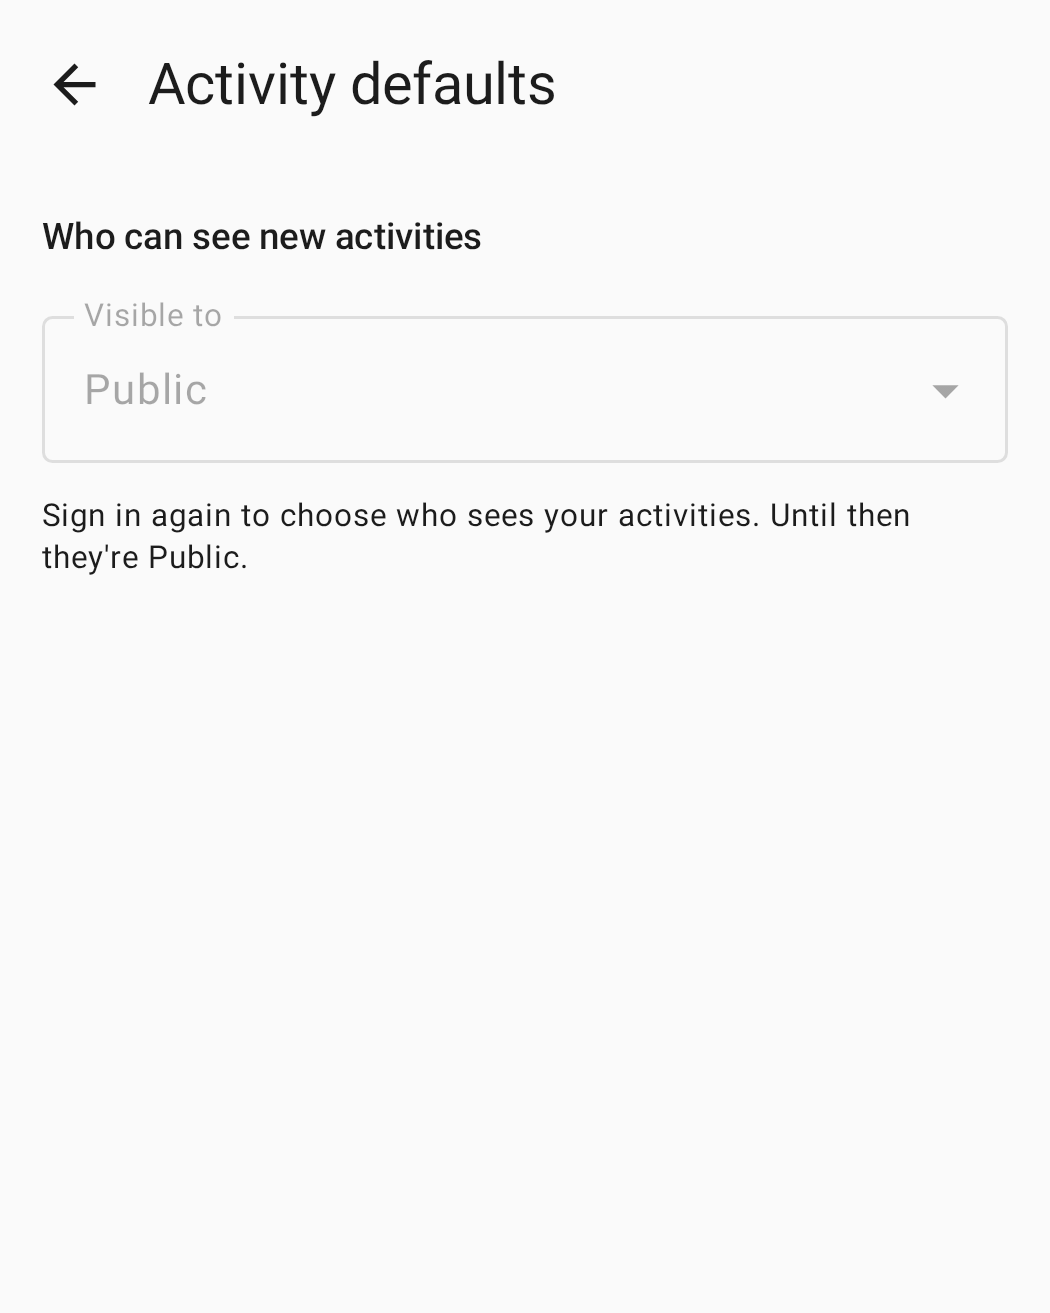 Activity defaults
Who can see new activities
Visible to
Public
Sign in again to choose who sees your activities. Until then
they're Public.